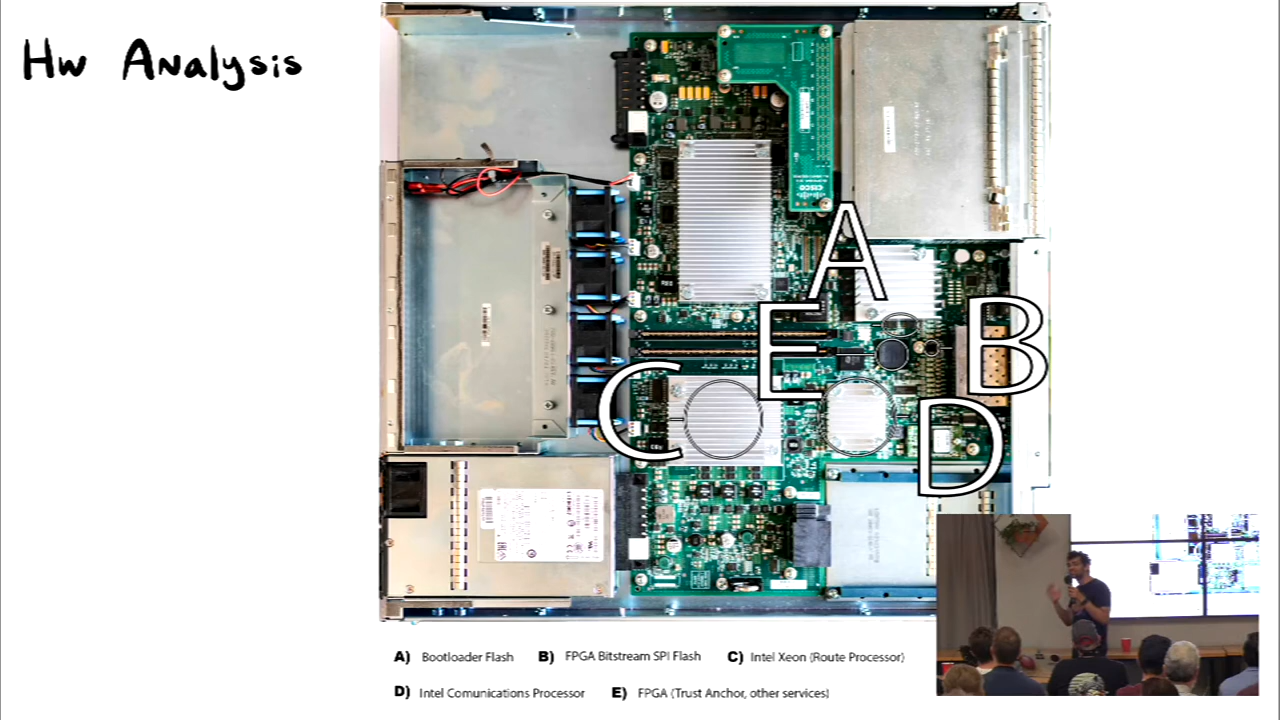 Hw Analysis
CISCO
A
B
E
C
D
A) Bootloader Flash B) FPGA Bitstream SPI Flash C) Intel Xeon (Route Processor)
D) Intel Comunications Processor E) FPGA (Trust Anchor, other services)